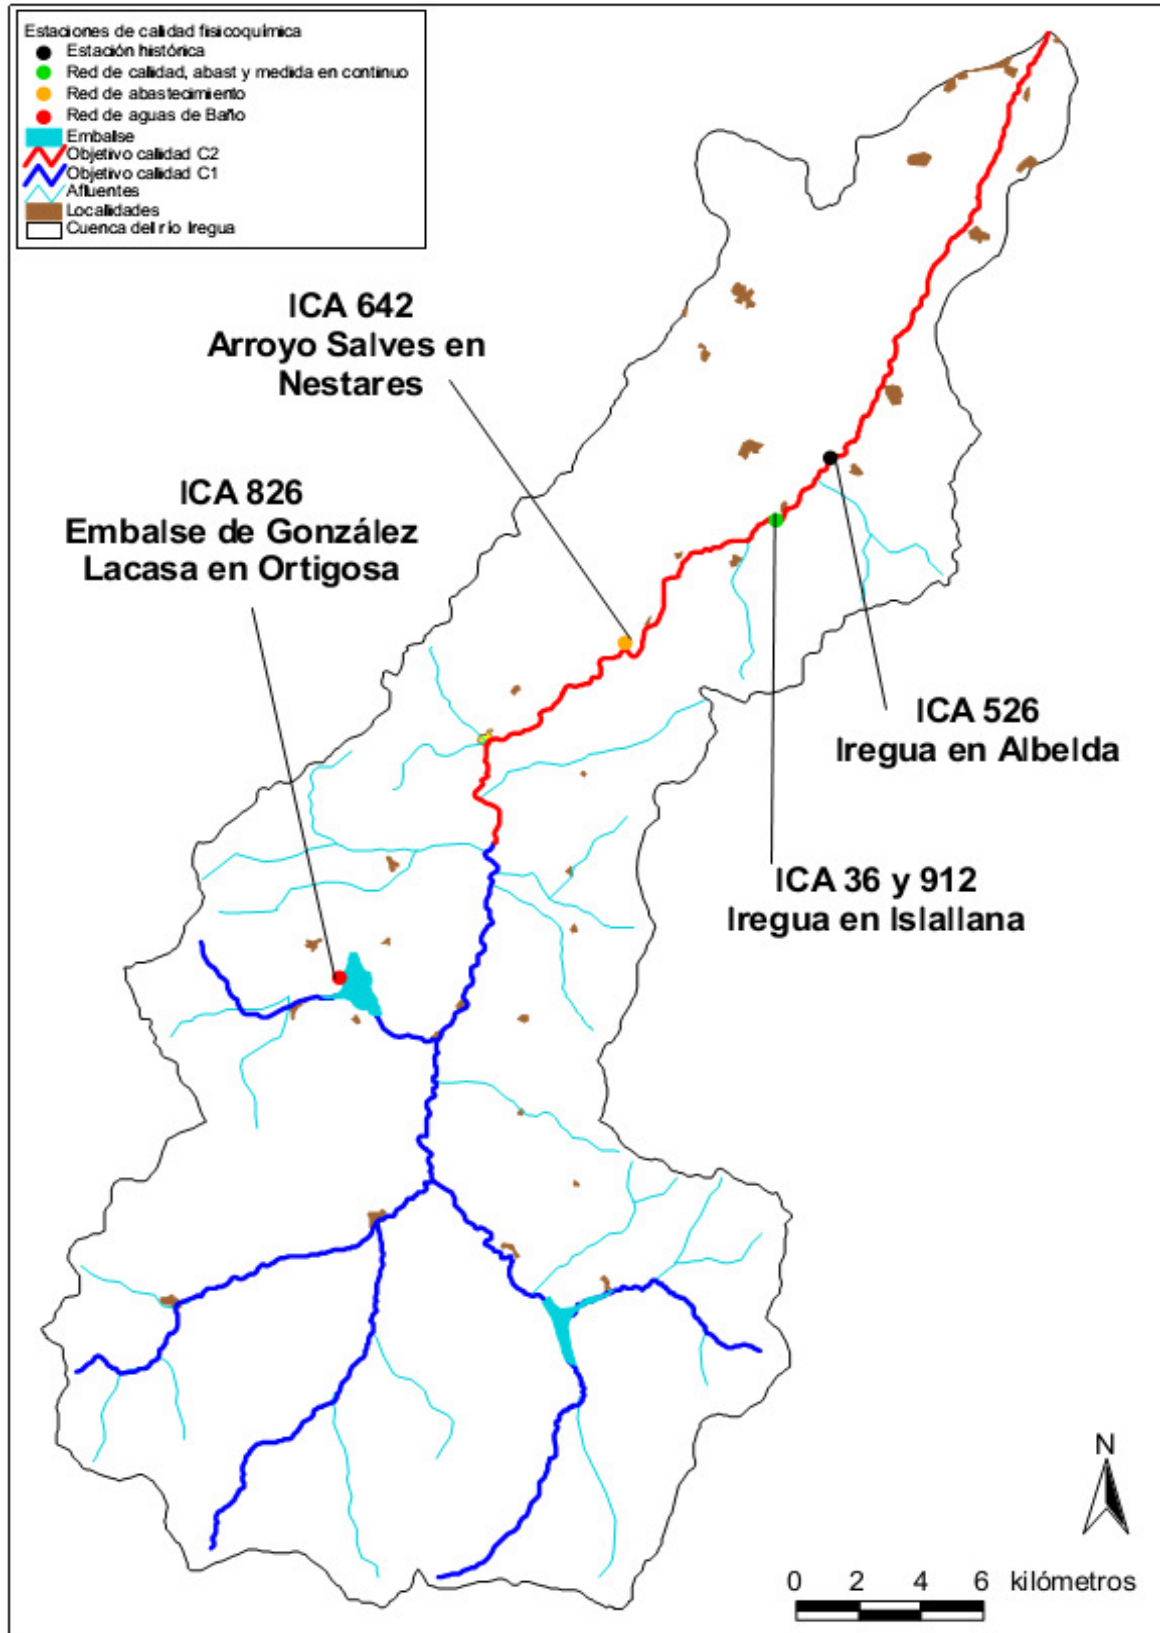 Estaciones de calidad fisicoquímica
Estación histórica
Red de calidad, abast y medida en continuo
Red de abastecimiento
Red de aguas de Baño
Embalse
Objetivo calidad C2
Objetivo calidad C1
Afluentes
Localidades
Cuenca del río Iregua
ICA 642
Arroyo Salves en
Nestares
ICA 826
Embalse de González
Lacasa en Ortigosa
ICA 526
Iregua en Albelda
ICA 36 y 912
Iregua en Islallana
N
0 2 4 6 kilómetros